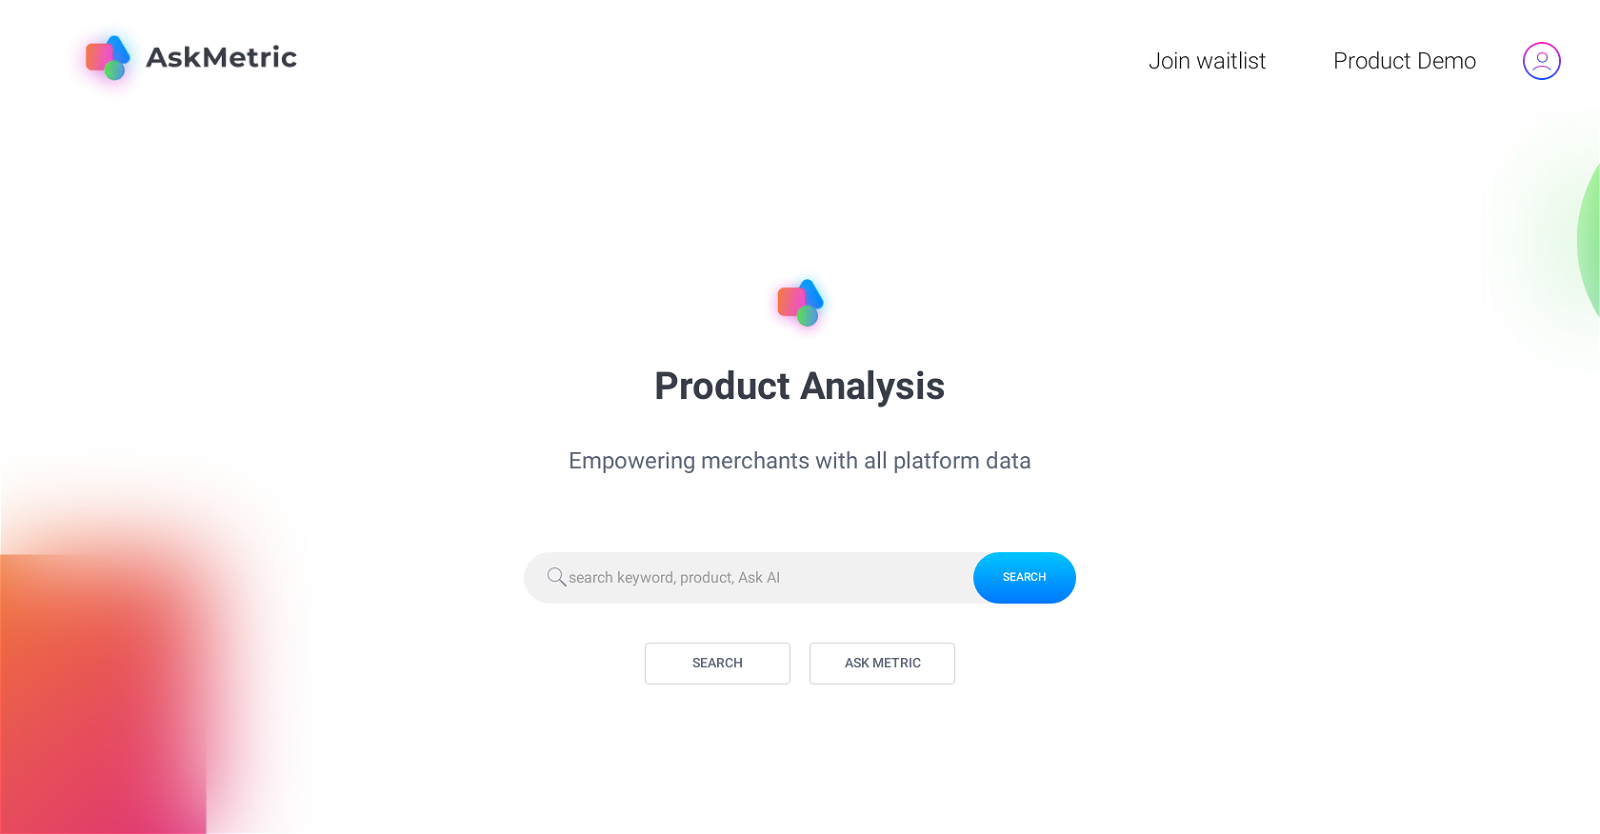 AskMetric
Join waitlist
Product Demo
Product Analysis
Empowering merchants with all platform data
search keyword, product, Ask AI
SEARCH
SEARCH
ASK METRIC